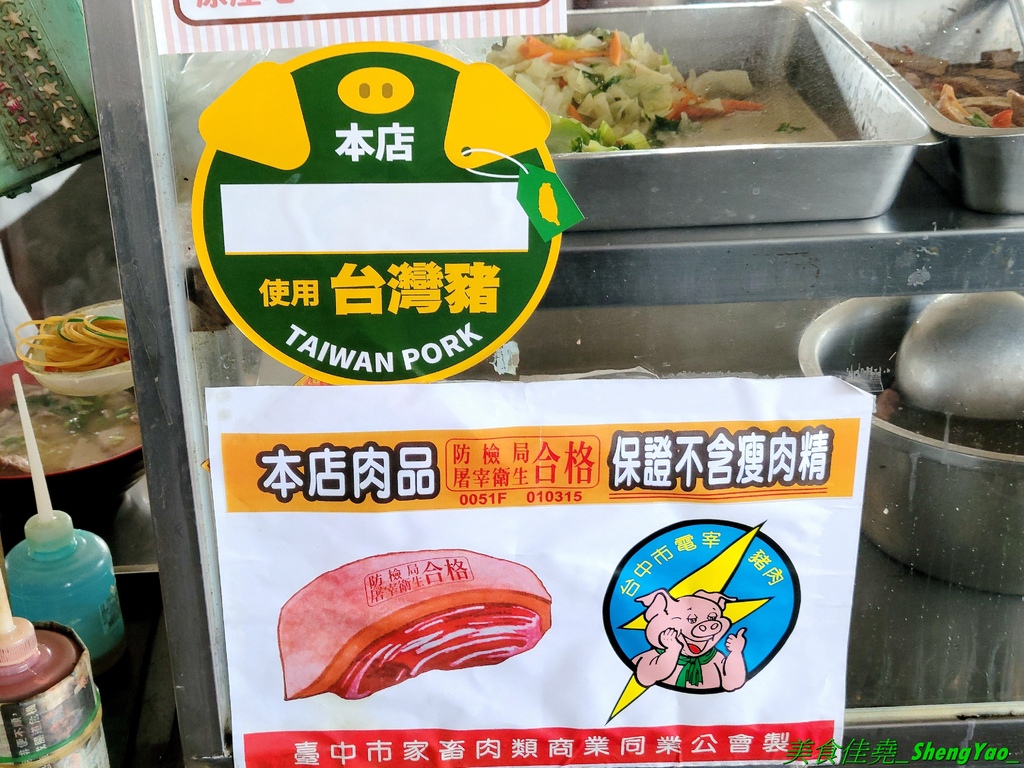 本店
使用 台灣豬
TAIWAN PORK
本店肉品 防檢局 屠宰衛生 合格 0051F 010315 保證不含瘦肉精
防檢局
屠宰衛生 合格
台中市電宰豬肉
臺中市家畜肉類商業同業公會製
美食佳堯_ShengYao_